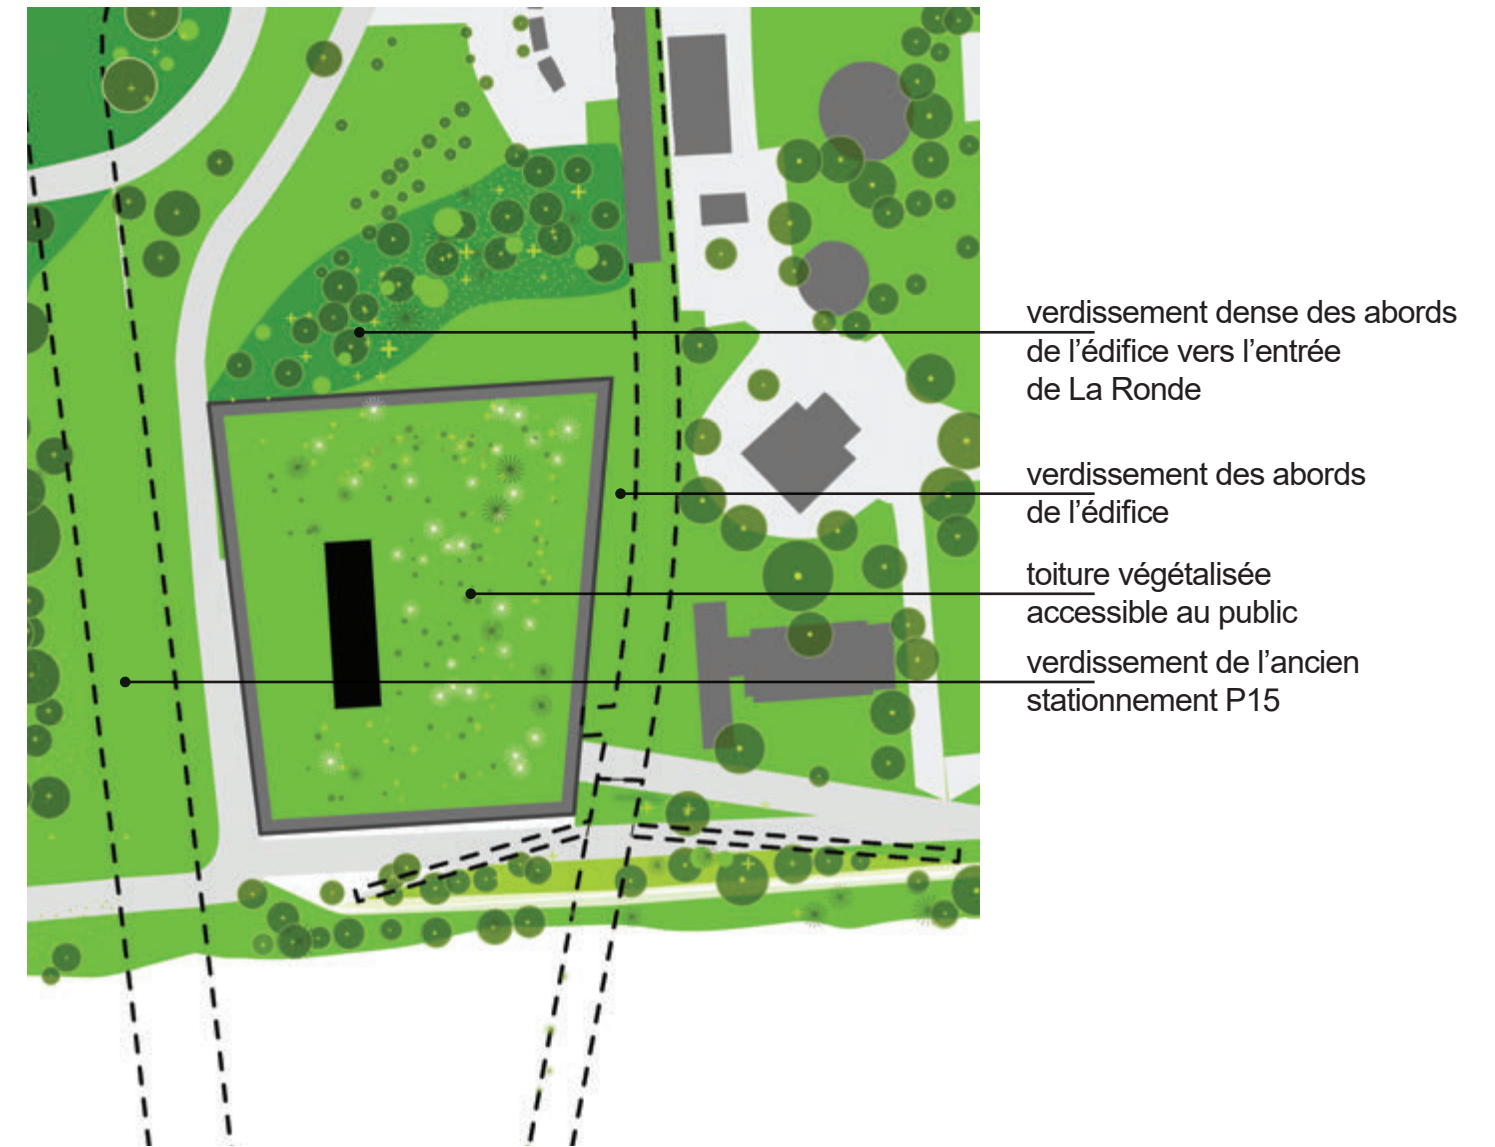 verdissement dense des abords
de l’édifice vers l’entrée
de La Ronde
verdissement des abords
de l’édifice
toiture végétalisée
accessible au public
verdissement de l’ancien
stationnement P15